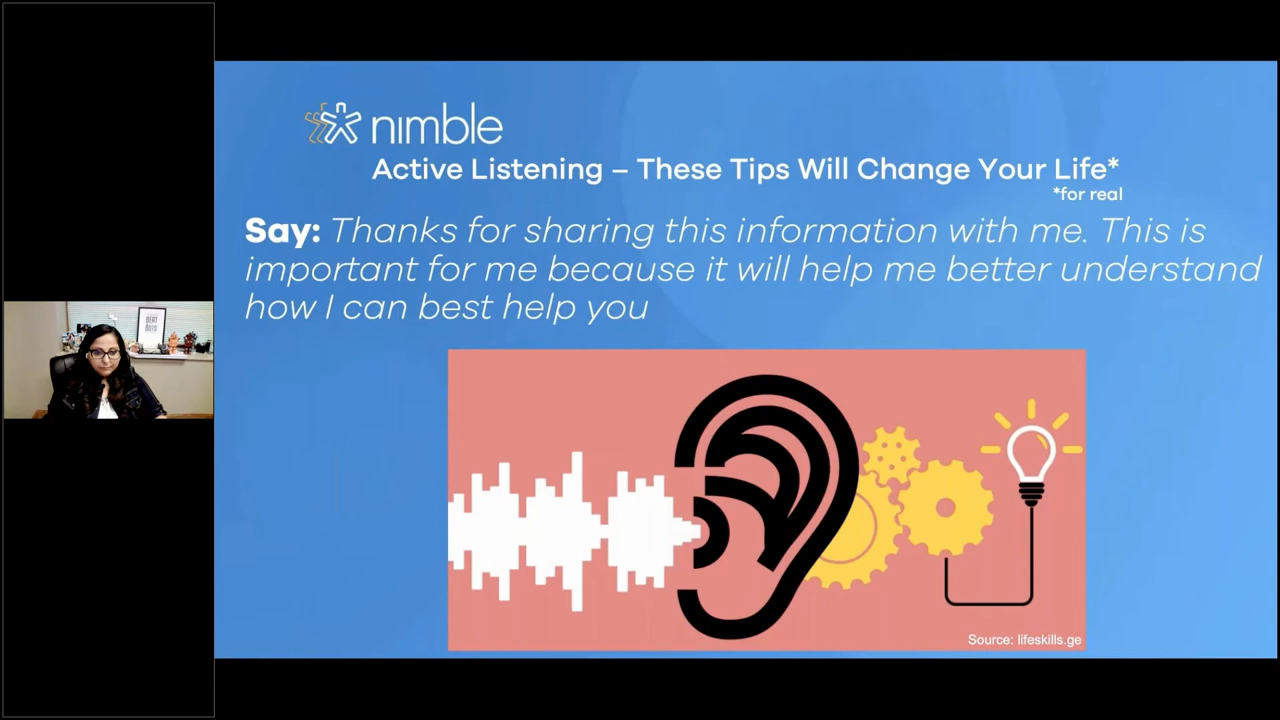 nimble
Active Listening – These Tips Will Change Your Life*
*for real
Say: Thanks for sharing this information with me. This is
important for me because it will help me better understand
how I can best help you
Source: lifeskills.ge